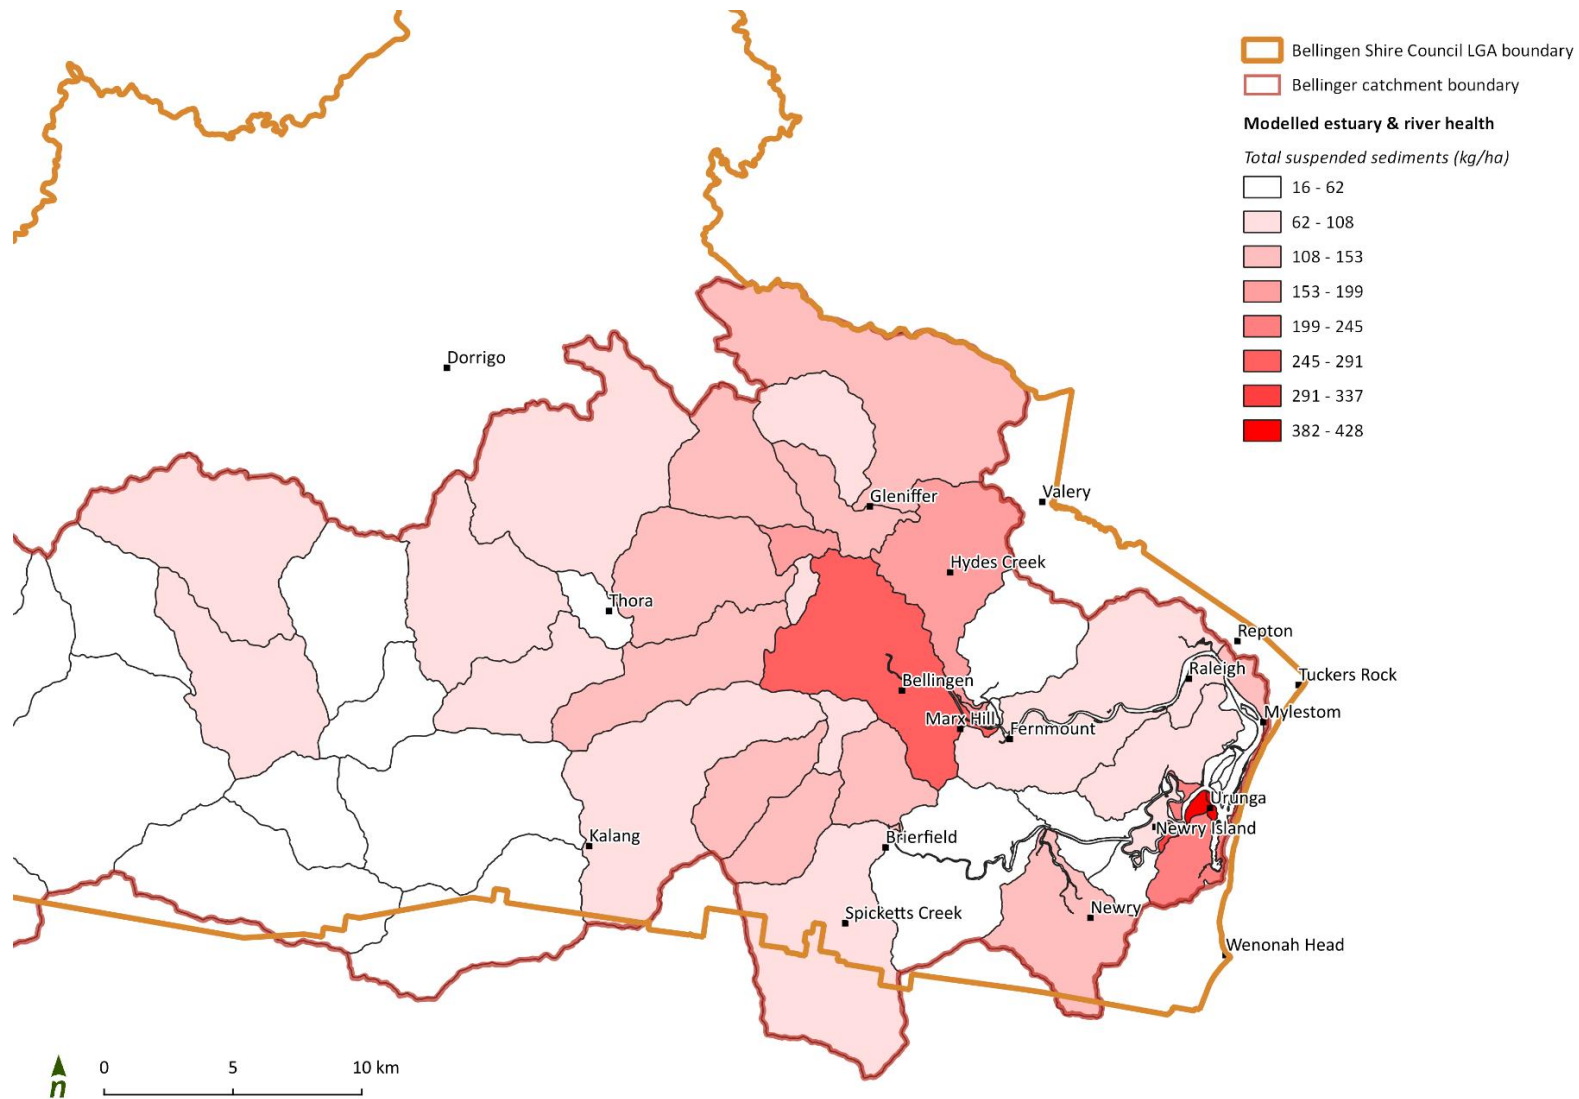 Bellingen Shire Council LGA boundary
Bellinger catchment boundary
Modelled estuary & river health
Total suspended sediments (kg/ha)
16 - 62
62 - 108
108 - 153
153 - 199
199 - 245
245 - 291
291 - 337
382 - 428
Dorrigo
Gleniffer
Valery
Hydes Creek
Thora
Repton
Raleigh
Tuckers Rock
Bellingen
Mylestom
Marx Hill
Fernmount
Urunga
Newry Island
Kalang
Brierfield
Spicketts Creek
Newry
Wenonah Head
0 5 10 km
n